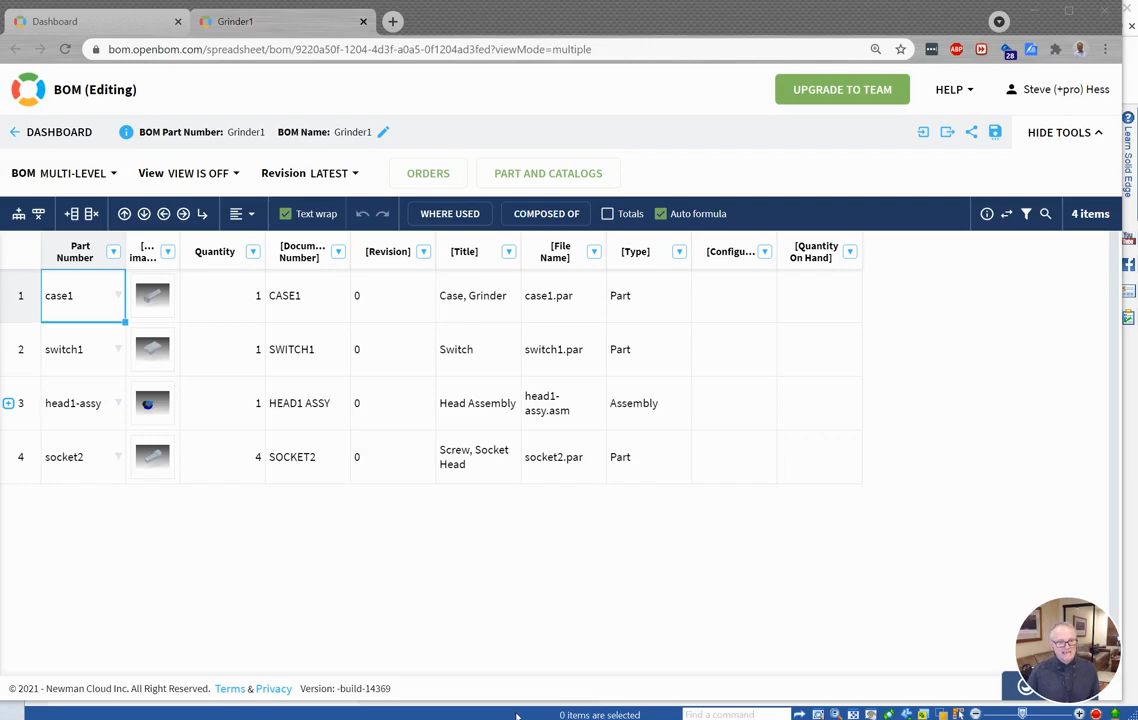 Dashboard
Grinder1
bom.openbom.com/spreadsheet/bom/9220a50f-1204-4d3f-a0a5-0f1204ad3fed?viewMode=multiple
ABP
28
BOM (Editing)
UPGRADE TO TEAM
HELP
Steve (+pro) Hess
DASHBOARD
BOM Part Number: Grinder1
BOM Name: Grinder1
HIDE TOOLS
Learn Solid Edge
BOM MULTI-LEVEL
View VIEW IS OFF
Revision LATEST
ORDERS
PART AND CATALOGS
Text wrap
WHERE USED
COMPOSED OF
Totals
Auto formula
4 items
Part Number
[... ima...
Quantity
[Docum... Number]
[Revision]
[Title]
[File Name]
[Type]
[Configu...
[Quantity On Hand]
1 case1 1 CASE1 0 Case, Grinder case1.par Part
2 switch1 1 SWITCH1 0 Switch switch1.par Part
3 head1-assy 1 HEAD1 ASSY 0 Head Assembly head1-assy.asm Assembly
4 socket2 4 SOCKET2 0 Screw, Socket Head socket2.par Part
© 2021 - Newman Cloud Inc. All Right Reserved. Terms & Privacy Version: -build-14369
0 items are selected
Find a command